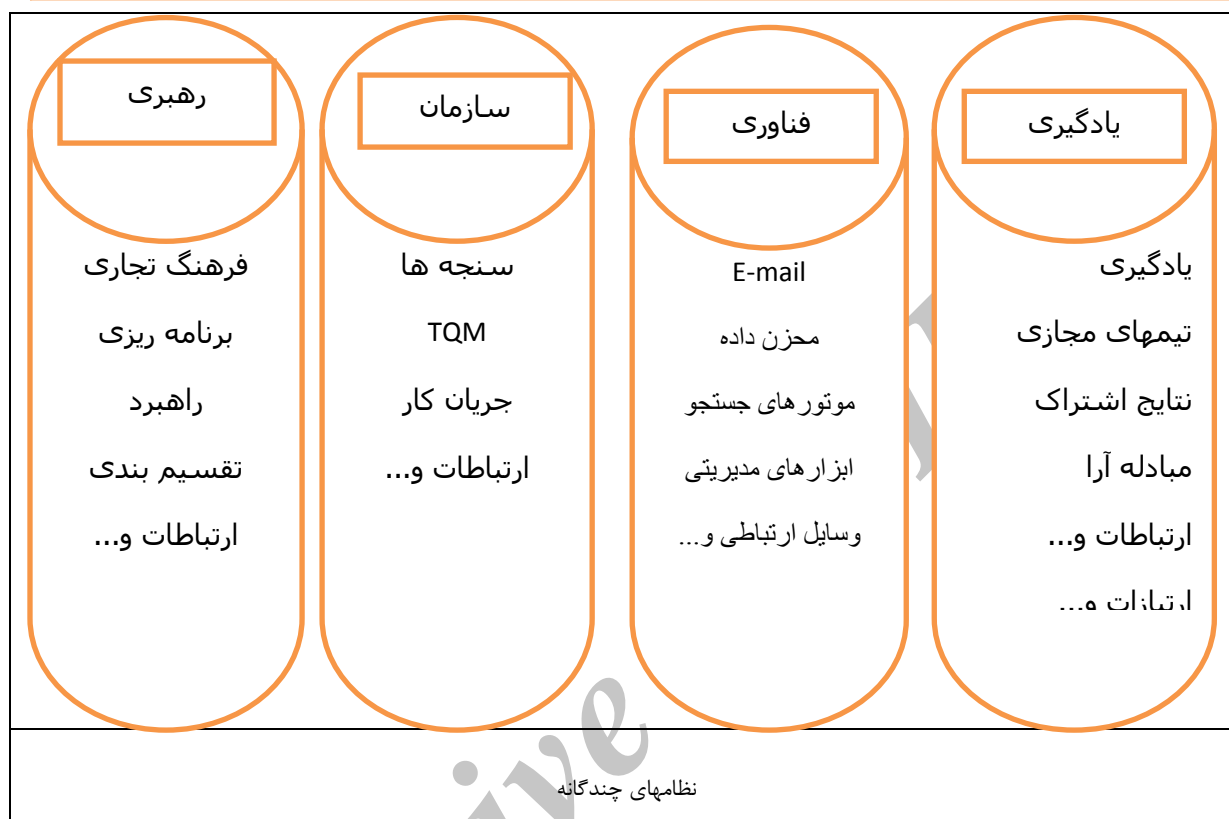 یادگیری
یادگیری
تیمهای مجازی
نتایج اشتراک
مبادله آرا
ارتباطات و...
فناوری
E-mail
محزن داده
موتورهای جستجو
ابزارهای مدیریتی
وسایل ارتباطی و...
سازمان
سنجه ها
TQM
جریان کار
ارتباطات و...
رهبری
فرهنگ تجاری
برنامه ریزی
راهبرد
تقسیم بندی
ارتباطات و...
نظامهای چندگانه